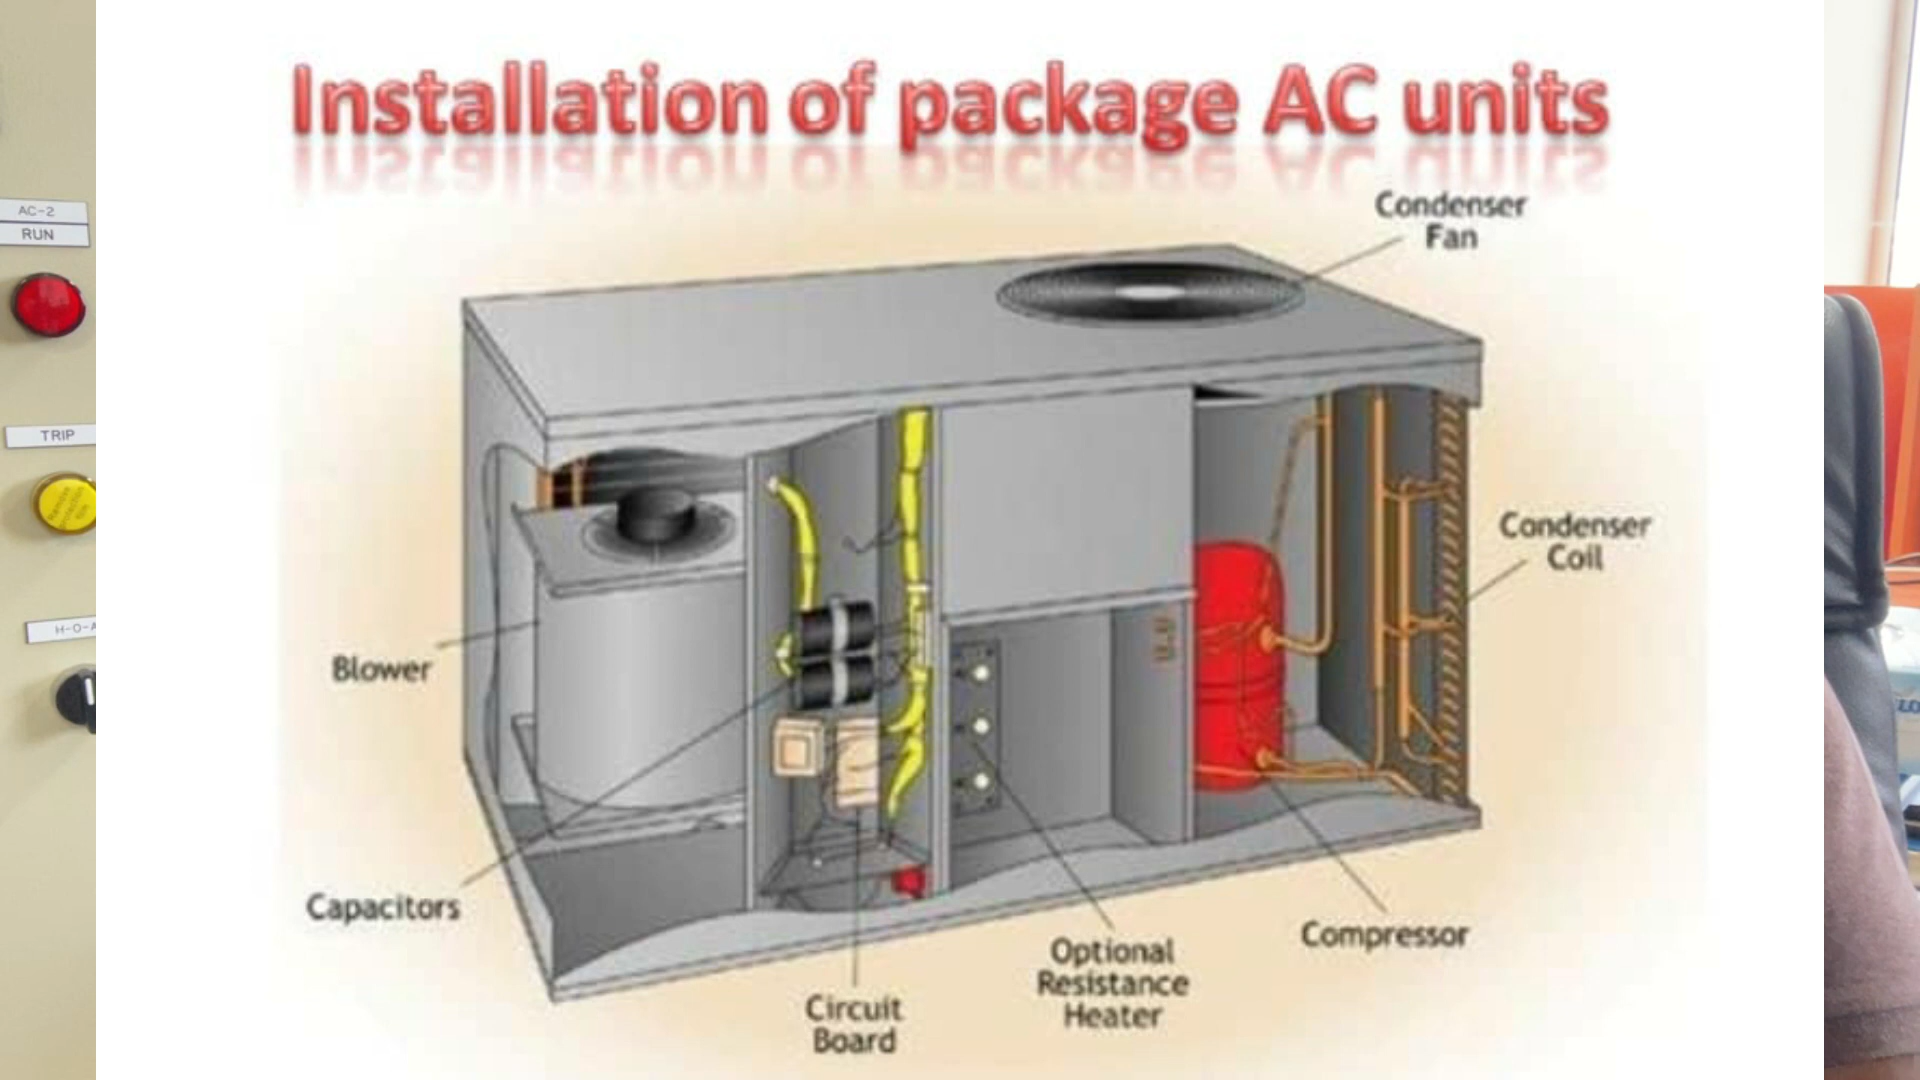 Installation of package AC units
Condenser
Fan
AC-2
RUN
TRIP
Condenser
Coil
H-O-A
Blower
Capacitors
Compressor
Optional
Resistance
Heater
Circuit
Board